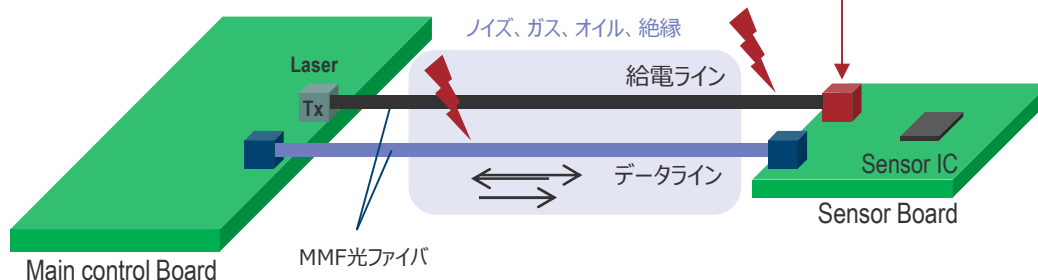 ノイズ、ガス、オイル、絶縁
Laser
給電ライン
Tx
Sensor IC
データライン
Sensor Board
MMF光ファイバ
Main control Board